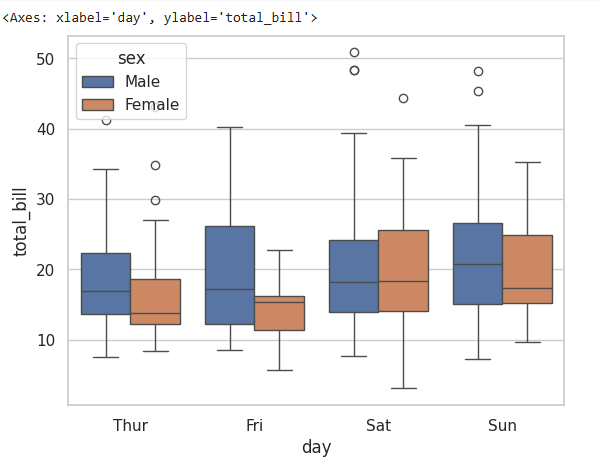 <Axes: xlabel='day', ylabel='total_bill'>
sex
Male
Female
50
40
30
20
10
total_bill
Thur
Fri
Sat
Sun
day